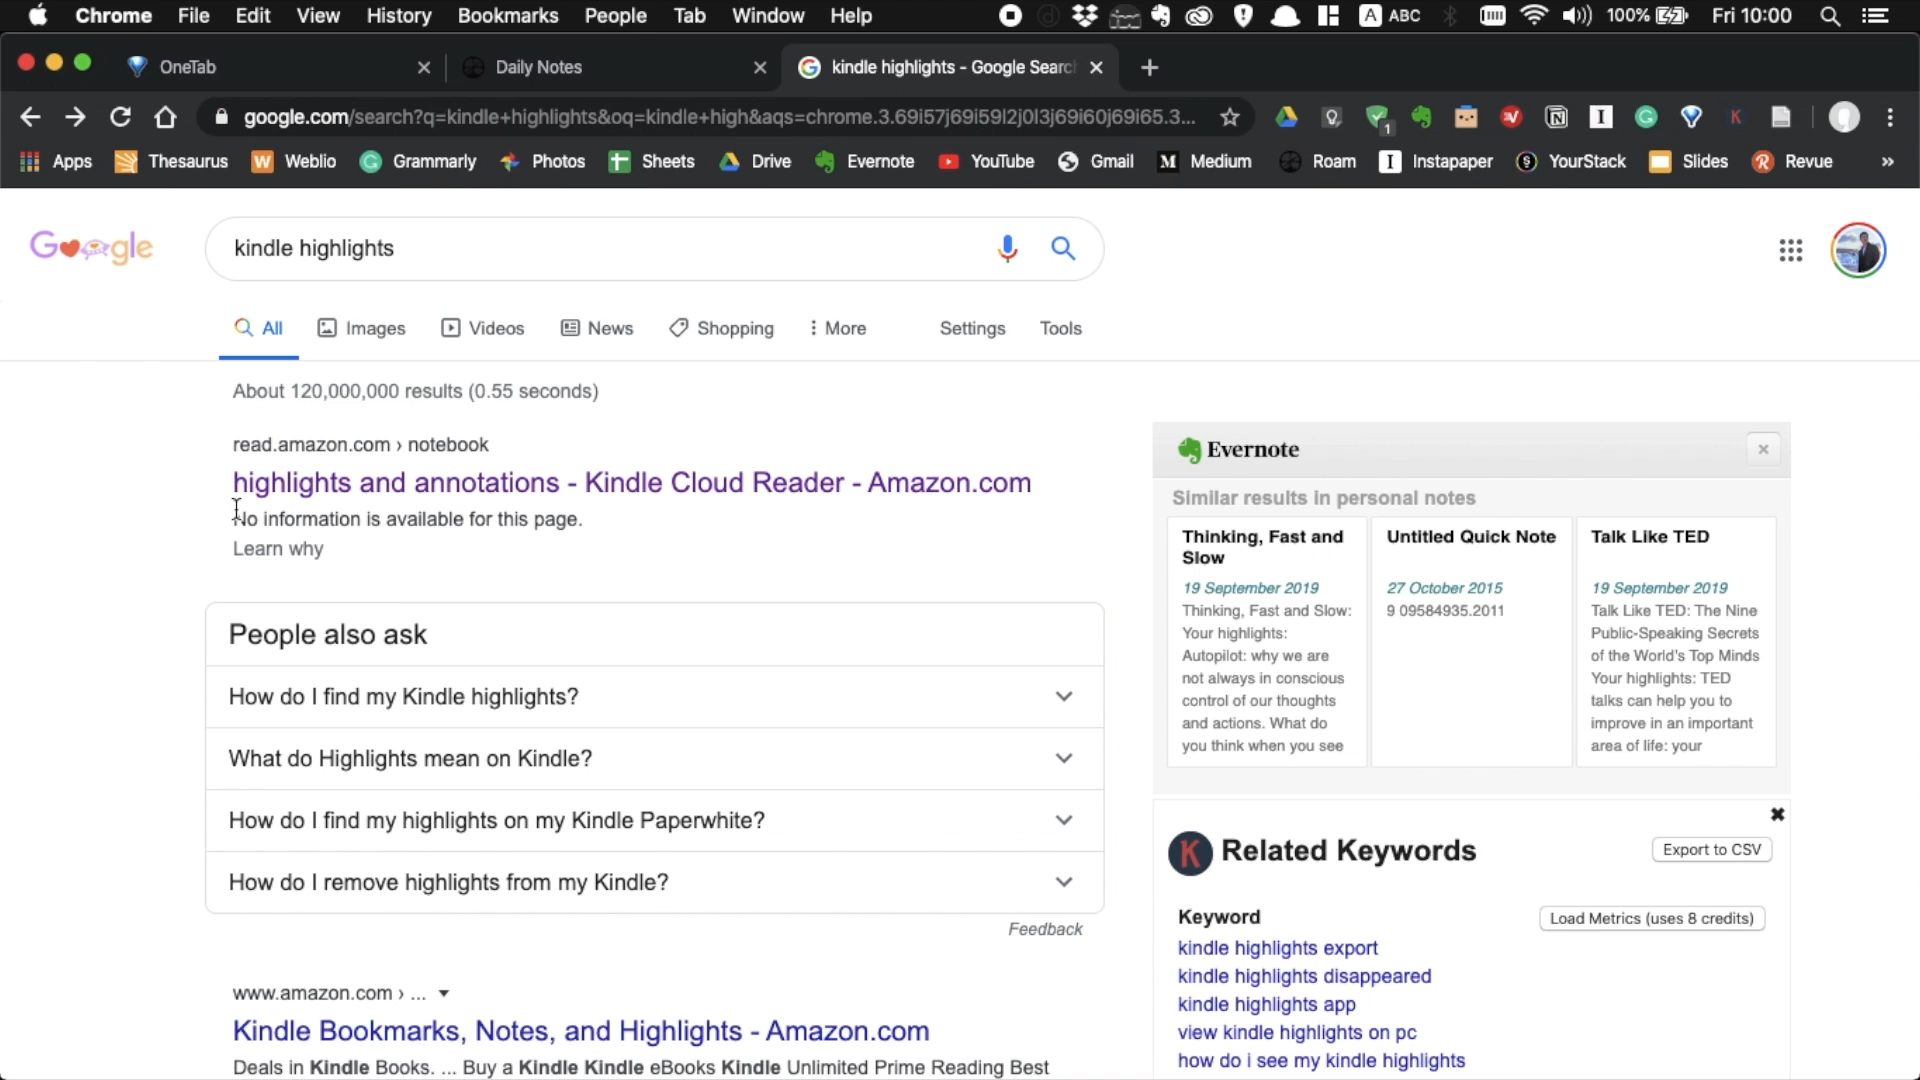 Chrome File Edit View History Bookmarks People Tab Window Help A ABC 100% Fri 10:00
OneTab
Daily Notes
kindle highlights - Google Search
google.com/search?q=kindle+highlights&oq=kindle+high&aqs=chrome.3.69i57j69i59l2j0l3j69i60j69i65.3...
1
Apps Thesaurus Weblio Grammarly Photos Sheets Drive Evernote YouTube Gmail Medium Roam Instapaper YourStack Slides Revue »
Google
kindle highlights
All Images Videos News Shopping More Settings Tools
About 120,000,000 results (0.55 seconds)
read.amazon.com › notebook
highlights and annotations - Kindle Cloud Reader - Amazon.com
No information is available for this page.
Learn why
People also ask
How do I find my Kindle highlights?
What do Highlights mean on Kindle?
How do I find my highlights on my Kindle Paperwhite?
How do I remove highlights from my Kindle?
Feedback
www.amazon.com › ...
Kindle Bookmarks, Notes, and Highlights - Amazon.com
Deals in Kindle Books. ... Buy a Kindle Kindle eBooks Kindle Unlimited Prime Reading Best
Evernote
Similar results in personal notes
Thinking, Fast and
Slow
19 September 2019
Thinking, Fast and Slow:
Your highlights:
Autopilot: why we are
not always in conscious
control of our thoughts
and actions. What do
you think when you see
Untitled Quick Note
27 October 2015
9 09584935.2011
Talk Like TED
19 September 2019
Talk Like TED: The Nine
Public-Speaking Secrets
of the World's Top Minds
Your highlights: TED
talks can help you to
improve in an important
area of life: your
K Related Keywords
Export to CSV
Keyword
Load Metrics (uses 8 credits)
kindle highlights export
kindle highlights disappeared
kindle highlights app
view kindle highlights on pc
how do i see my kindle highlights